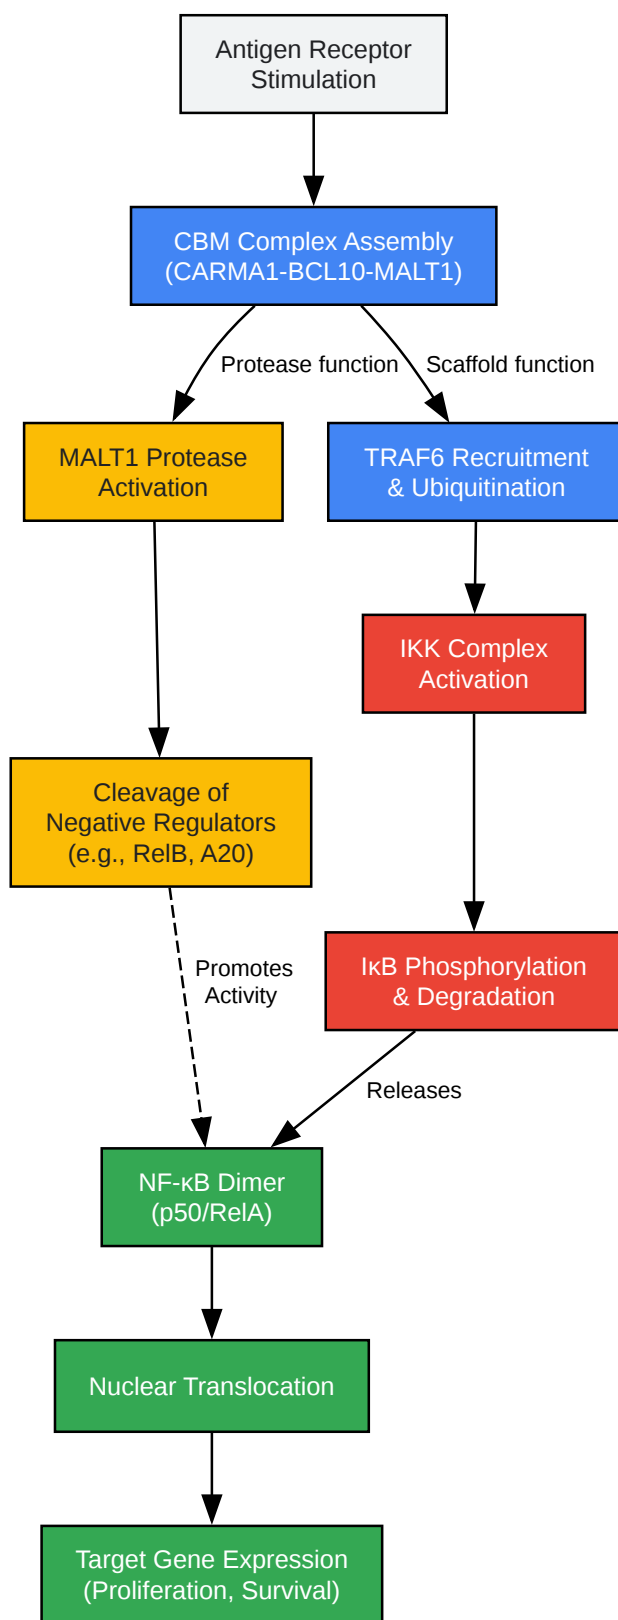 Antigen Receptor
Stimulation
CBM Complex Assembly
(CARMA1-BCL10-MALT1)
Protease function
Scaffold function
MALT1 Protease
Activation
TRAF6 Recruitment
& Ubiquitination
IKK Complex
Activation
Cleavage of
Negative Regulators
(e.g., RelB, A20)
IκB Phosphorylation
& Degradation
Promotes
Activity
Releases
NF-κB Dimer
(p50/RelA)
Nuclear Translocation
Target Gene Expression
(Proliferation, Survival)